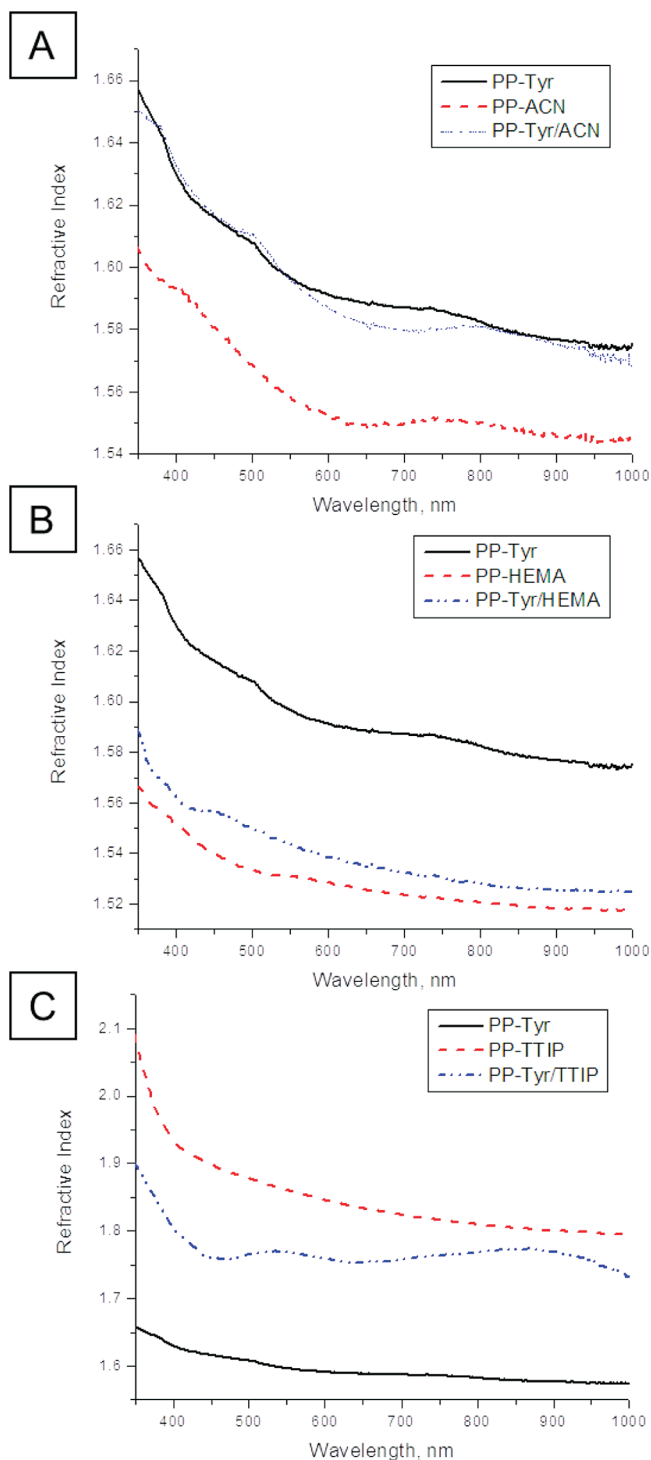 A
1.66
1.64
1.62
1.60
1.58
1.56
1.54
Refractive Index
PP-Tyr
PP-ACN
PP-Tyr/ACN
400 500 600 700 800 900 1000
Wavelength, nm
B
1.66
1.64
1.62
1.60
1.58
1.56
1.54
1.52
Refractive Index
PP-Tyr
PP-HEMA
PP-Tyr/HEMA
400 500 600 700 800 900 1000
Wavelength, nm
C
2.1
2.0
1.9
1.8
1.7
1.6
Refractive Index
PP-Tyr
PP-TTIP
PP-Tyr/TTIP
400 500 600 700 800 900 1000
Wavelength, nm